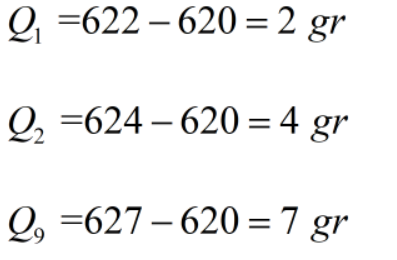 Q₁ =622 – 620 = 2 gr
Q₂ =624 – 620 = 4 gr
Q₉ =627 – 620 = 7 gr